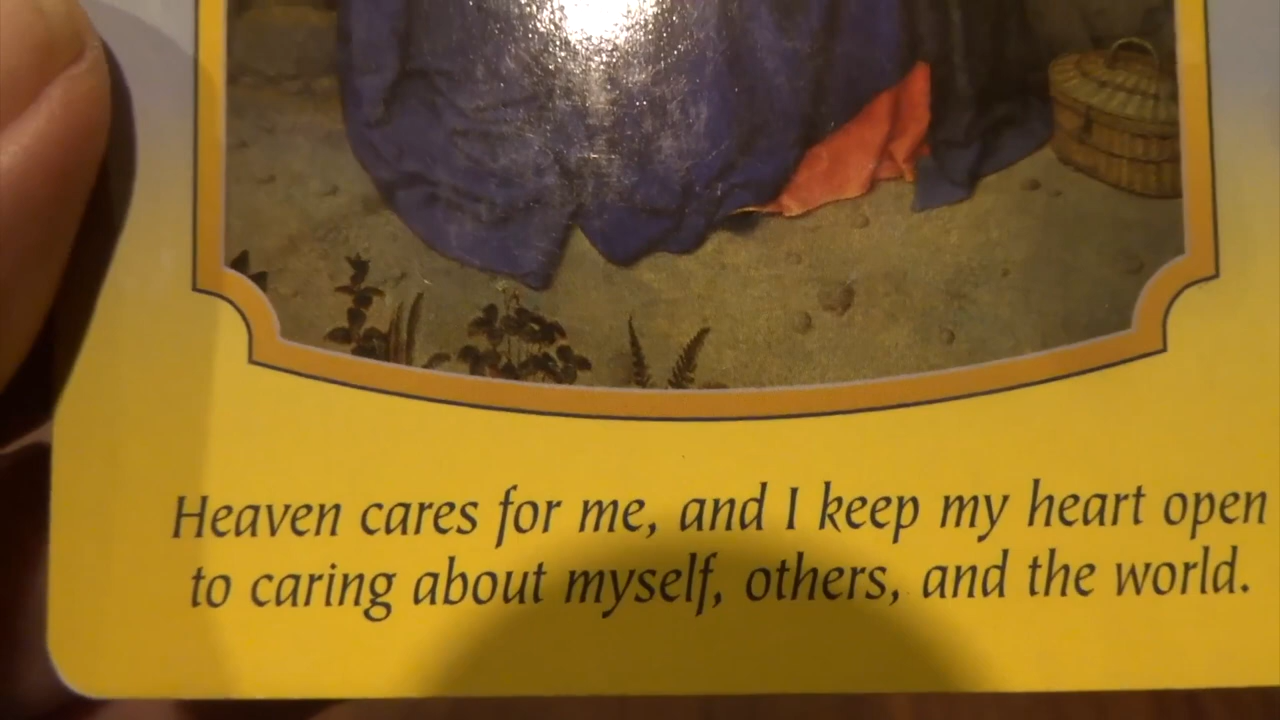 Heaven cares for me, and I keep my heart open
to caring about myself, others, and the world.